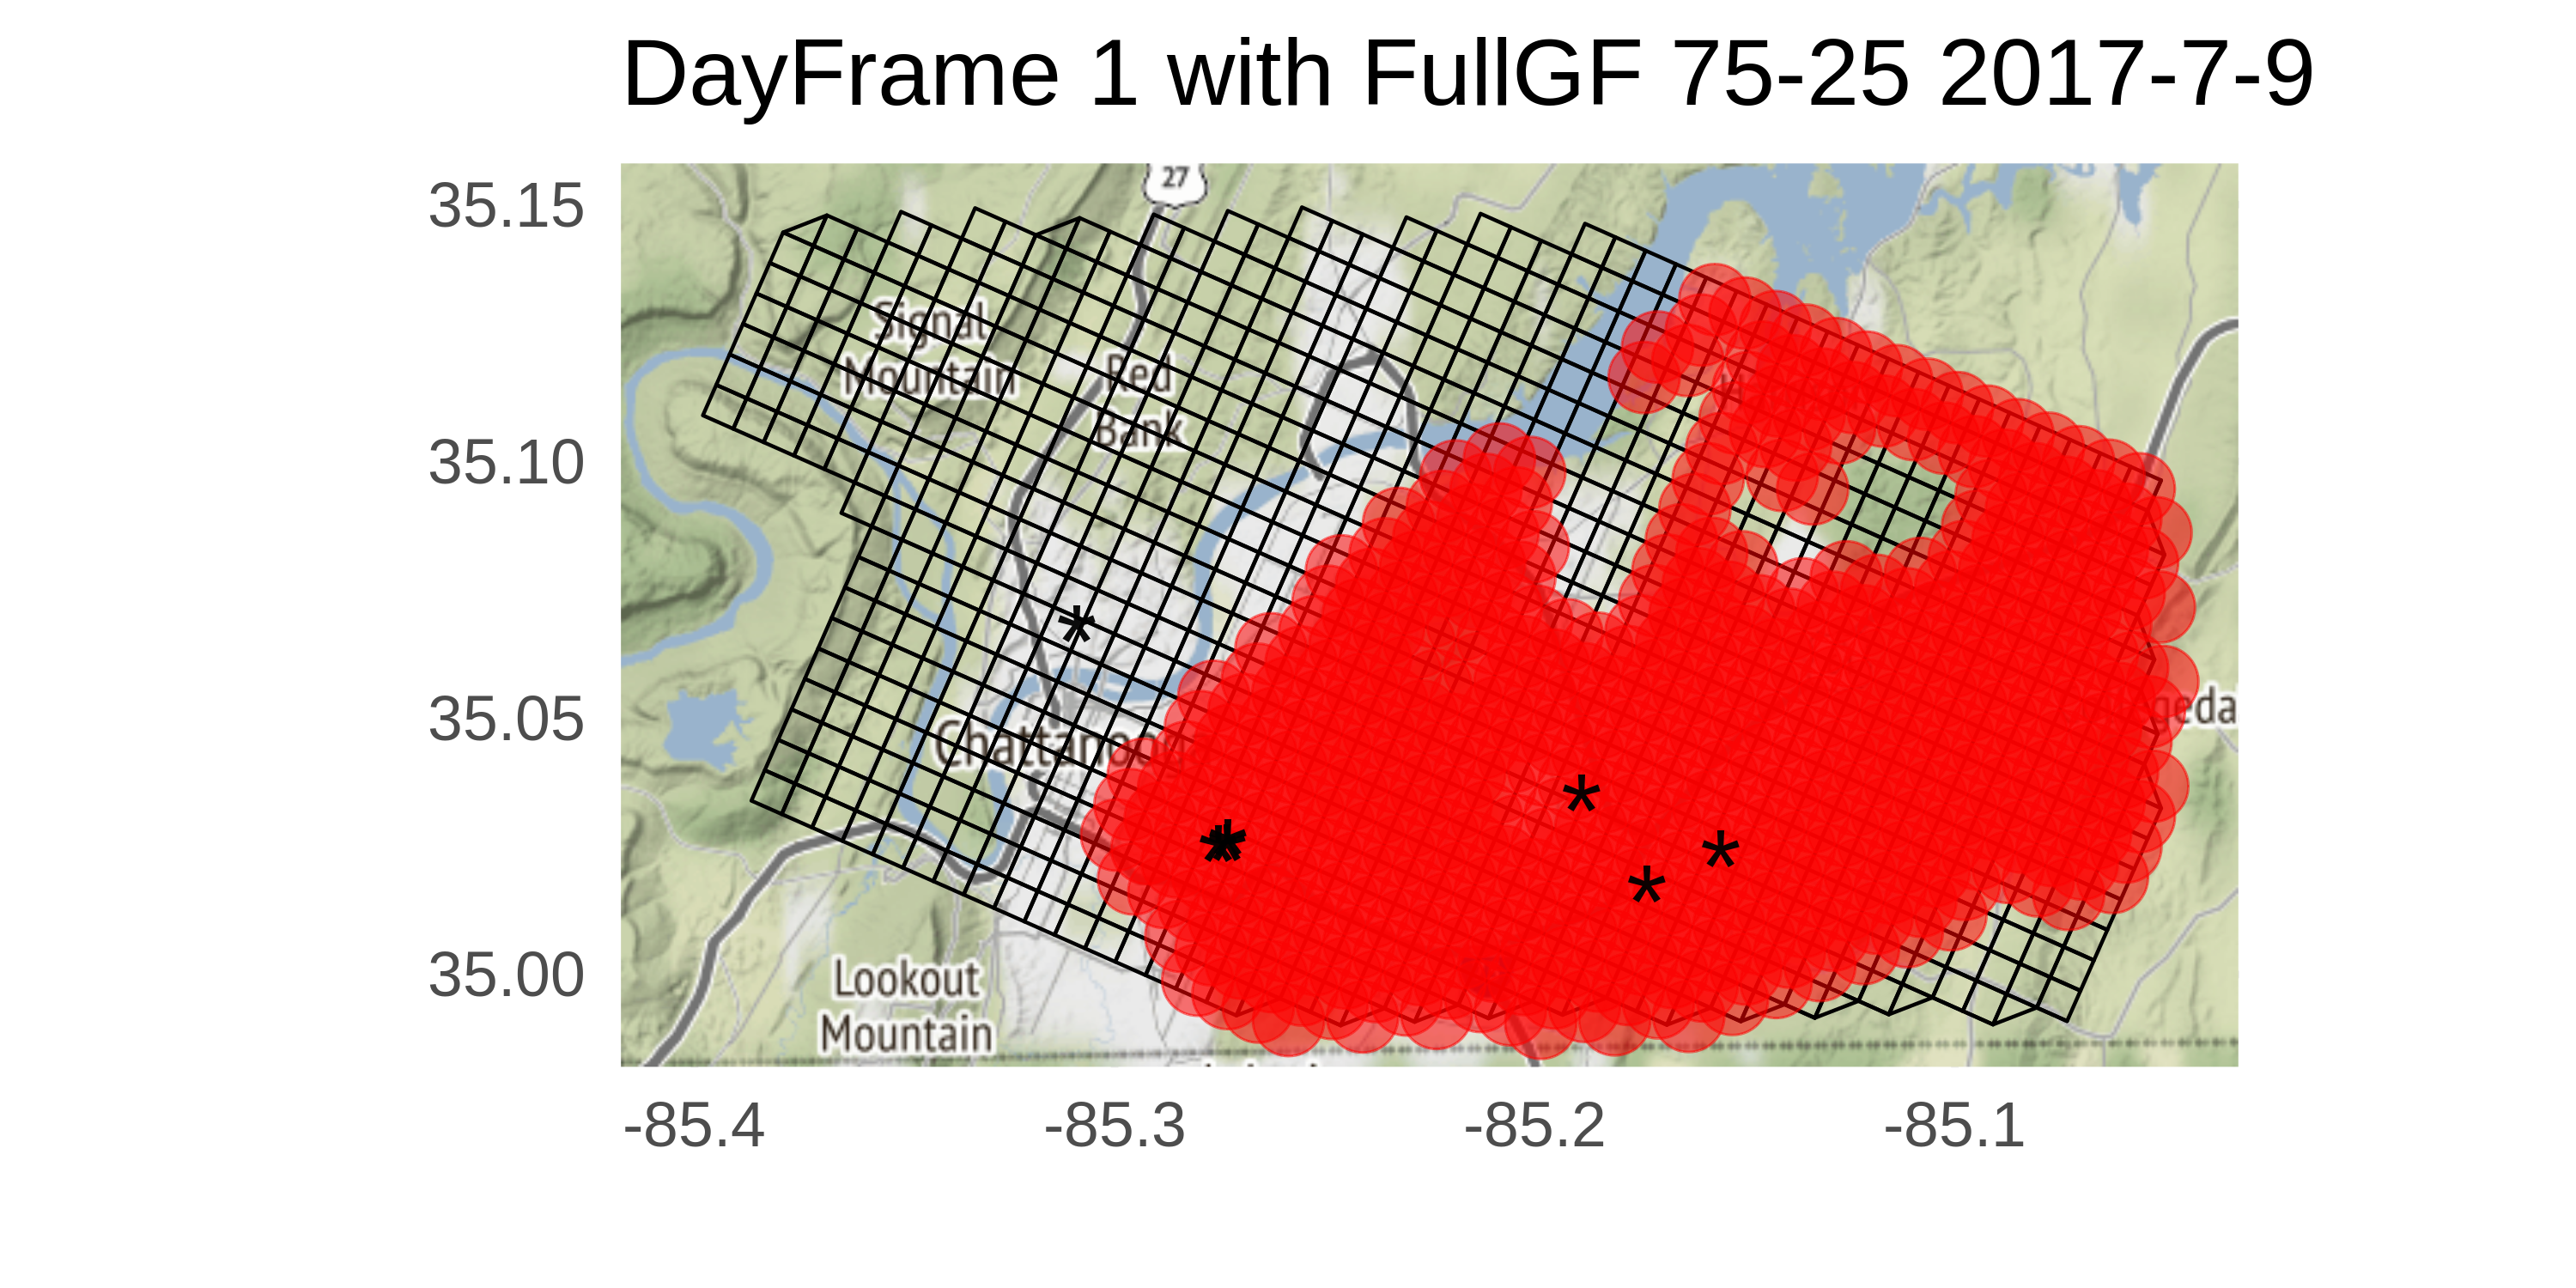 DayFrame 1 with FullGF 75-25 2017-7-9
35.15
35.10
35.05
35.00
27
Signal
Mountain
Red
Bank
Lookout
Mountain
-85.4
-85.3
-85.2
-85.1